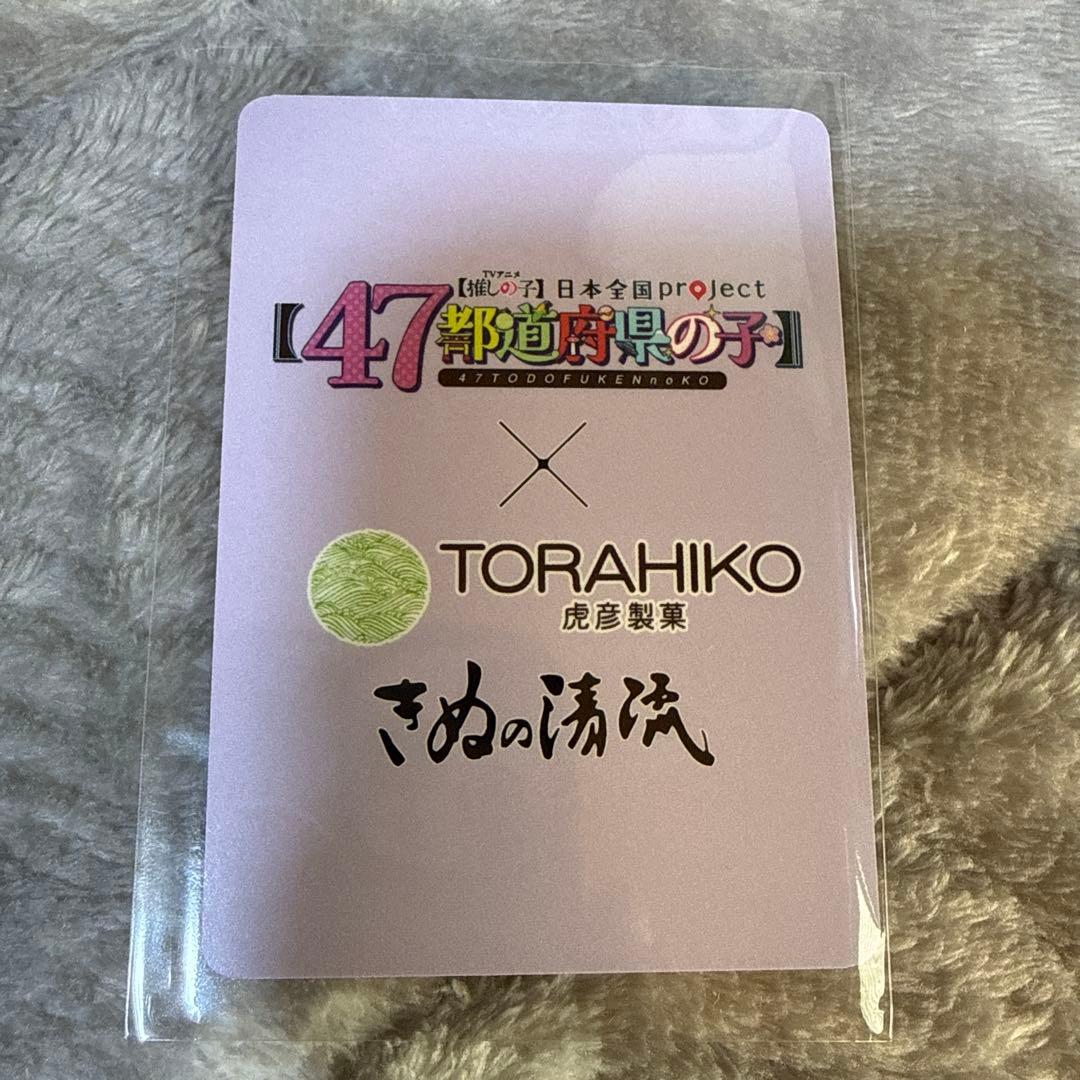 TVアニメ
【推しの子】日本全国project
【47都道府県の子】
47TODOFUKENnoKO
×
TORAHIKO
虎彦製菓
きぬの清流